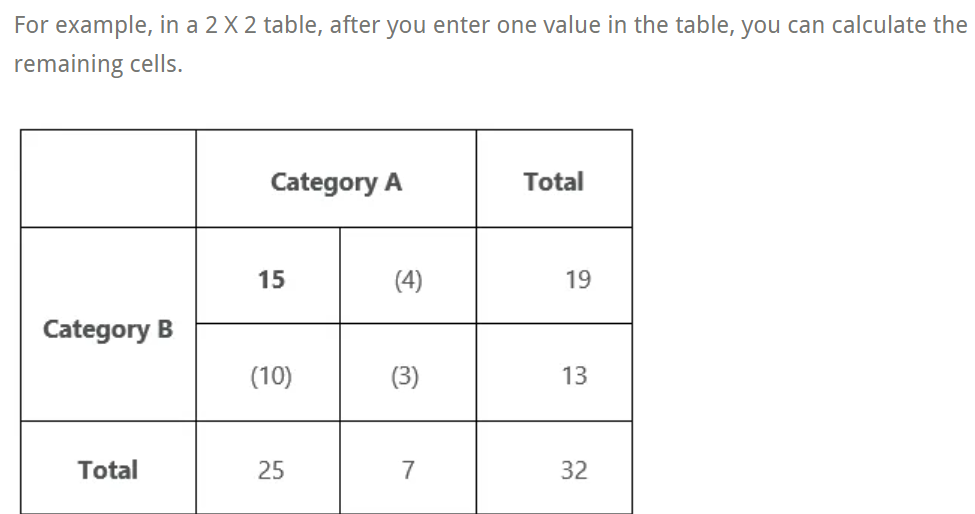 For example, in a 2 X 2 table, after you enter one value in the table, you can calculate the
remaining cells.
Category A Total
15 (4) 19
Category B
(10) (3) 13
Total 25 7 32